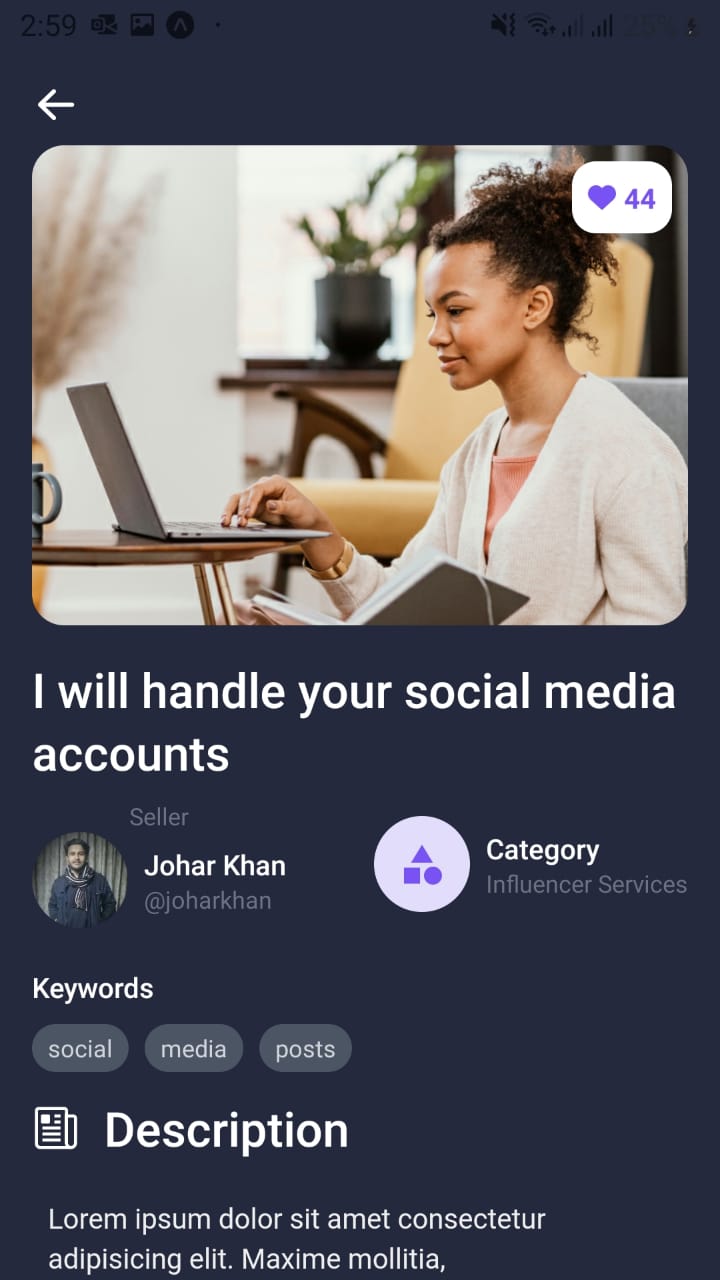 2:59
25%
44
I will handle your social media
accounts
Seller
Johar Khan
@joharkhan
Category
Influencer Services
Keywords
social
media
posts
Description
Lorem ipsum dolor sit amet consectetur
adipisicing elit. Maxime mollitia,